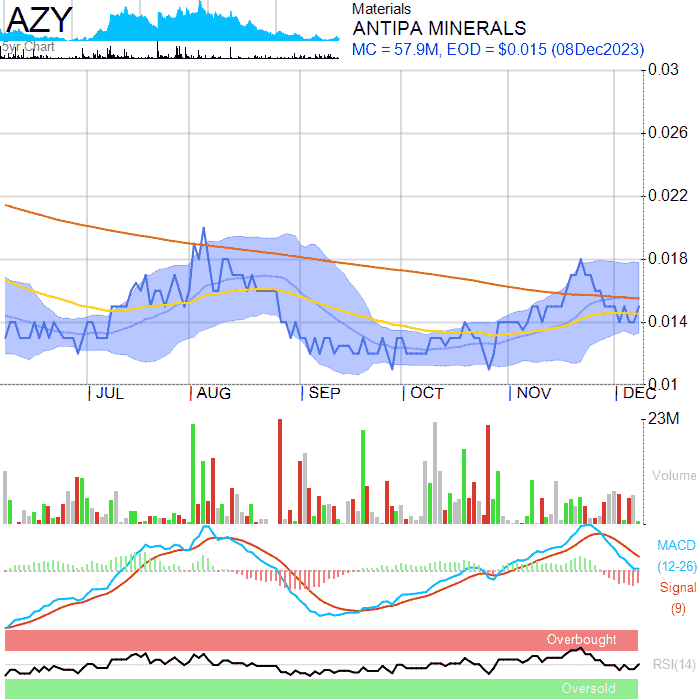 AZY
5yr Chart
Materials
ANTIPA MINERALS
MC = 57.9M, EOD = $0.015 (08Dec2023)
0.03
0.026
0.022
0.018
0.014
0.01
JUL AUG SEP OCT NOV DEC
23M
Volume
MACD
(12-26)
Signal
(9)
Overbought
RSI(14)
Oversold